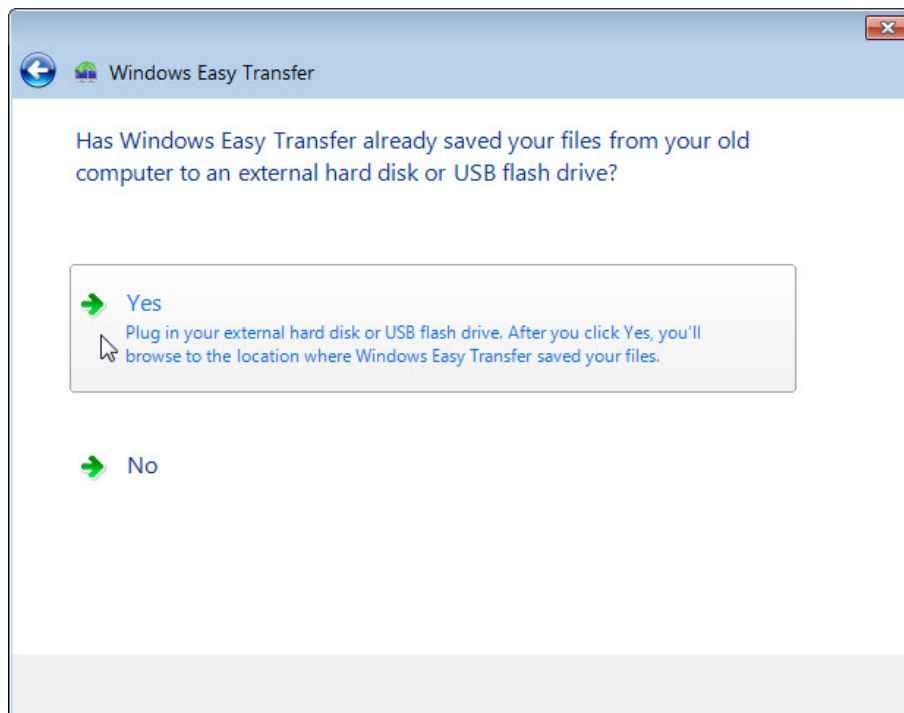 Windows Easy Transfer
Has Windows Easy Transfer already saved your files from your old
computer to an external hard disk or USB flash drive?
Yes
Plug in your external hard disk or USB flash drive. After you click Yes, you'll
browse to the location where Windows Easy Transfer saved your files.
No